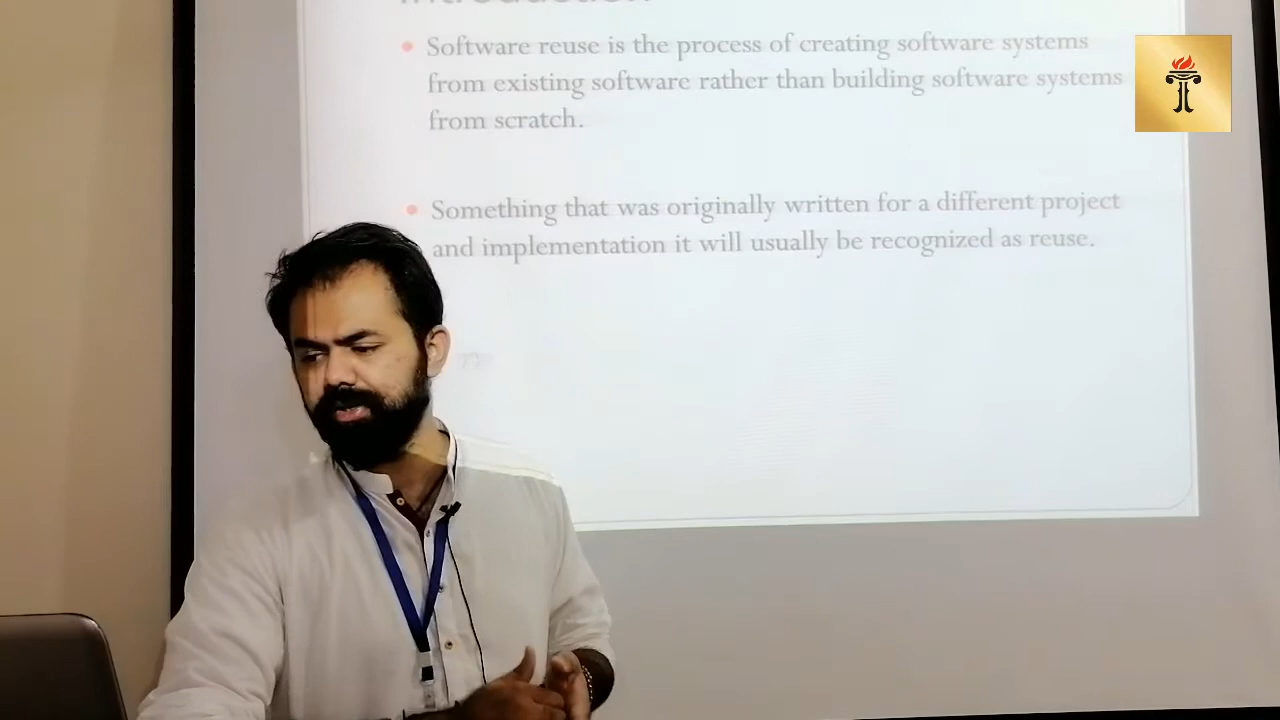 Introduction
Software reuse is the process of creating software systems
from existing software rather than building software systems
from scratch.
Something that was originally written for a different project
and implementation it will usually be recognized as reuse.